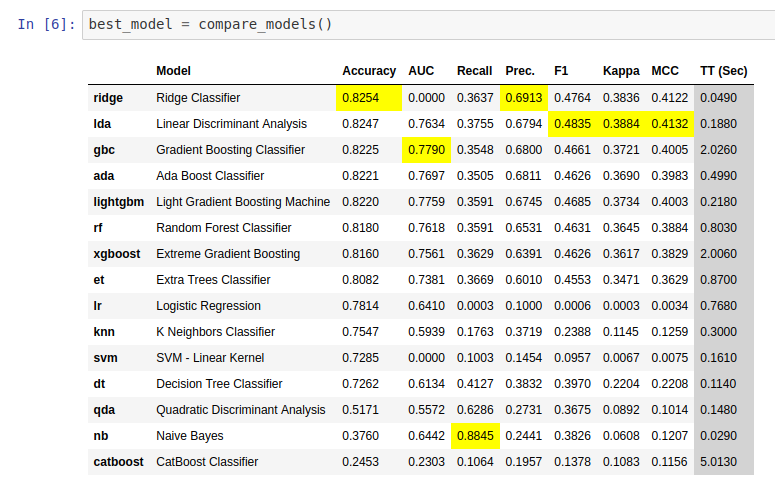 In [6]: best_model = compare_models()
Model Accuracy AUC Recall Prec. F1 Kappa MCC TT (Sec)
ridge Ridge Classifier 0.8254 0.0000 0.3637 0.6913 0.4764 0.3836 0.4122 0.0490
lda Linear Discriminant Analysis 0.8247 0.7634 0.3755 0.6794 0.4835 0.3884 0.4132 0.1880
gbc Gradient Boosting Classifier 0.8225 0.7790 0.3548 0.6800 0.4661 0.3721 0.4005 2.0260
ada Ada Boost Classifier 0.8221 0.7697 0.3505 0.6811 0.4626 0.3690 0.3983 0.4990
lightgbm Light Gradient Boosting Machine 0.8220 0.7759 0.3591 0.6745 0.4685 0.3734 0.4003 0.2180
rf Random Forest Classifier 0.8180 0.7618 0.3591 0.6531 0.4631 0.3645 0.3884 0.8030
xgboost Extreme Gradient Boosting 0.8160 0.7561 0.3629 0.6391 0.4626 0.3617 0.3829 2.0060
et Extra Trees Classifier 0.8082 0.7381 0.3669 0.6010 0.4553 0.3471 0.3629 0.8700
lr Logistic Regression 0.7814 0.6410 0.0003 0.1000 0.0006 0.0003 0.0034 0.7680
knn K Neighbors Classifier 0.7547 0.5939 0.1763 0.3719 0.2388 0.1145 0.1259 0.3000
svm SVM - Linear Kernel 0.7285 0.0000 0.1003 0.1454 0.0957 0.0067 0.0075 0.1610
dt Decision Tree Classifier 0.7262 0.6134 0.4127 0.3832 0.3970 0.2204 0.2208 0.1140
qda Quadratic Discriminant Analysis 0.5171 0.5572 0.6286 0.2731 0.3675 0.0892 0.1014 0.1480
nb Naive Bayes 0.3760 0.6442 0.8845 0.2441 0.3826 0.0608 0.1207 0.0290
catboost CatBoost Classifier 0.2453 0.2303 0.1064 0.1957 0.1378 0.1083 0.1156 5.0130